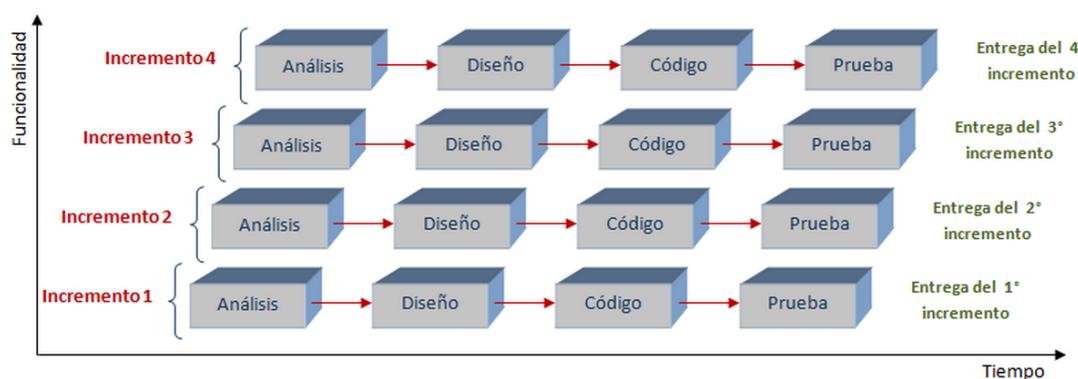 Funcionalidad
Incremento 4
Análisis
Diseño
Código
Prueba
Entrega del 4
incremento
Incremento 3
Análisis
Diseño
Código
Prueba
Entrega del 3°
incremento
Incremento 2
Análisis
Diseño
Código
Prueba
Entrega del 2°
incremento
Incremento 1
Análisis
Diseño
Código
Prueba
Entrega del 1°
incremento
Tiempo